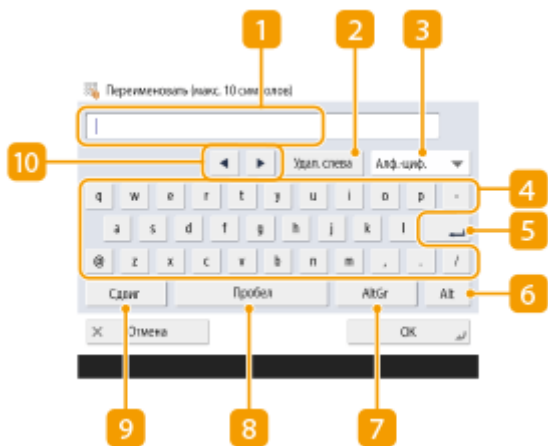 1 2 3
Переименовать (макс. 10 символов)
10 ◄ ► Удал. слева Алф.-циф. ▼
q w e r t y u i o p - 4
a s d f g h j k l 5
@ z x c v b n m , . /
Сдвиг Пробел AltGr Alt 6
× Отмена OK
9 8 7